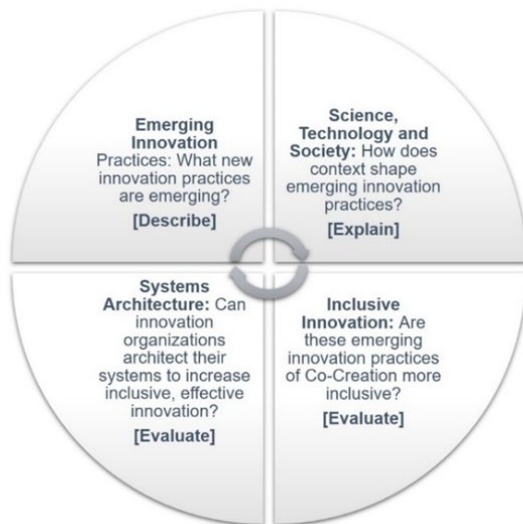 Emerging
Innovation
Practices: What new
innovation practices
are emerging?
[Describe]
Science,
Technology and
Society: How does
context shape
emerging innovation
practices?
[Explain]
Systems
Architecture: Can
innovation
organizations
architect their
systems to increase
inclusive, effective
innovation?
[Evaluate]
Inclusive
Innovation: Are
these emerging
innovation practices
of Co-Creation more
inclusive?
[Evaluate]